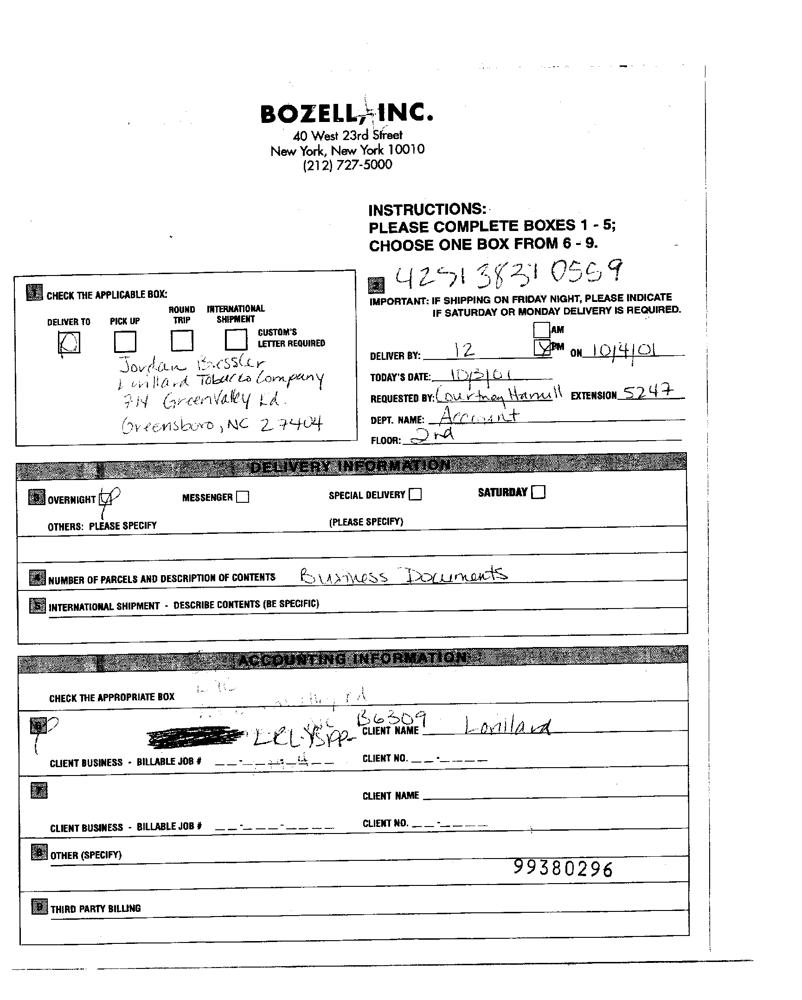 BOZELL, INC.
40 West 23rd Street
New York, New York 10010
(212) 727-5000
INSTRUCTIONS:
PLEASE COMPLETE BOXES 1 - 5;
CHOOSE ONE BOX FROM 6 - 9.
1 CHECK THE APPLICABLE BOX:
DELIVER TO PICK UP ROUND TRIP INTERNATIONAL SHIPMENT
CUSTOM'S
LETTER REQUIRED
Jordan Bressler
Lorillard Tobacco Company
714 Green Valley Rd.
Greensboro, NC 27404
2 4251 3831 0559
IMPORTANT: IF SHIPPING ON FRIDAY NIGHT, PLEASE INDICATE
IF SATURDAY OR MONDAY DELIVERY IS REQUIRED.
AM
DELIVER BY: 12 PM ON 10/4/01
TODAY'S DATE: 10/3/01
REQUESTED BY: Courtney Hamill EXTENSION 5247
DEPT. NAME: Account
FLOOR: 2nd
DELIVERY INFORMATION
3 OVERNIGHT MESSENGER SPECIAL DELIVERY SATURDAY
OTHERS: PLEASE SPECIFY (PLEASE SPECIFY)
4 NUMBER OF PARCELS AND DESCRIPTION OF CONTENTS Business Documents
5 INTERNATIONAL SHIPMENT - DESCRIBE CONTENTS (BE SPECIFIC)
ACCOUNTING INFORMATION
CHECK THE APPROPRIATE BOX
6 B6309
CLIENT NAME Lorillard
CLIENT BUSINESS - BILLABLE JOB # CLIENT NO.
7 CLIENT NAME
CLIENT BUSINESS - BILLABLE JOB # CLIENT NO.
8 OTHER (SPECIFY)
99380296
9 THIRD PARTY BILLING